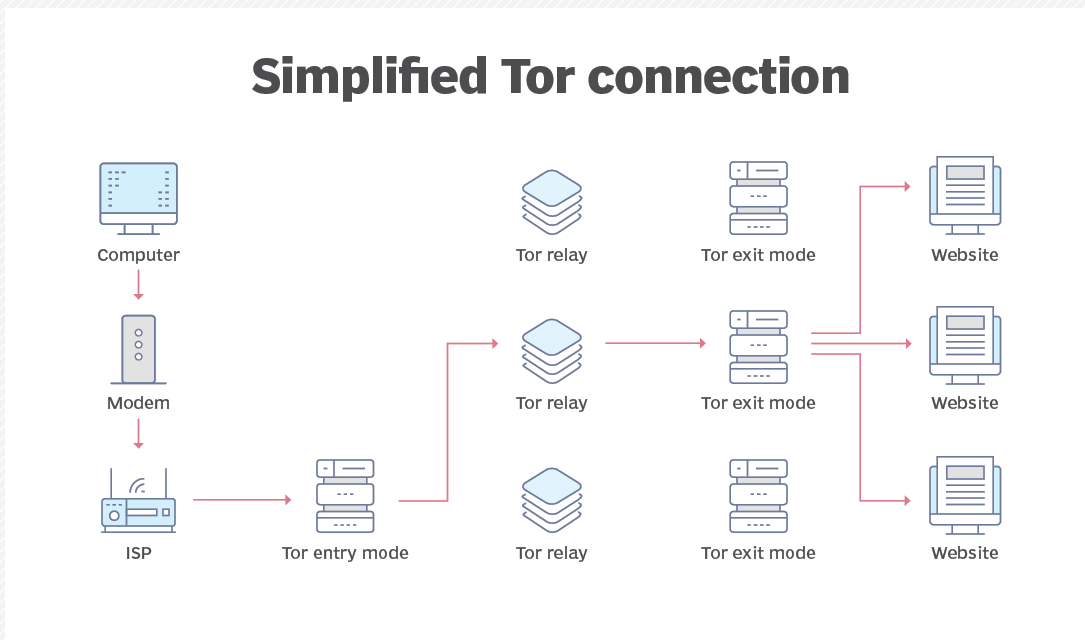 Simplified Tor connection
Computer
Tor relay
Tor exit mode
Website
Modem
Tor relay
Tor exit mode
Website
ISP
Tor entry mode
Tor relay
Tor exit mode
Website